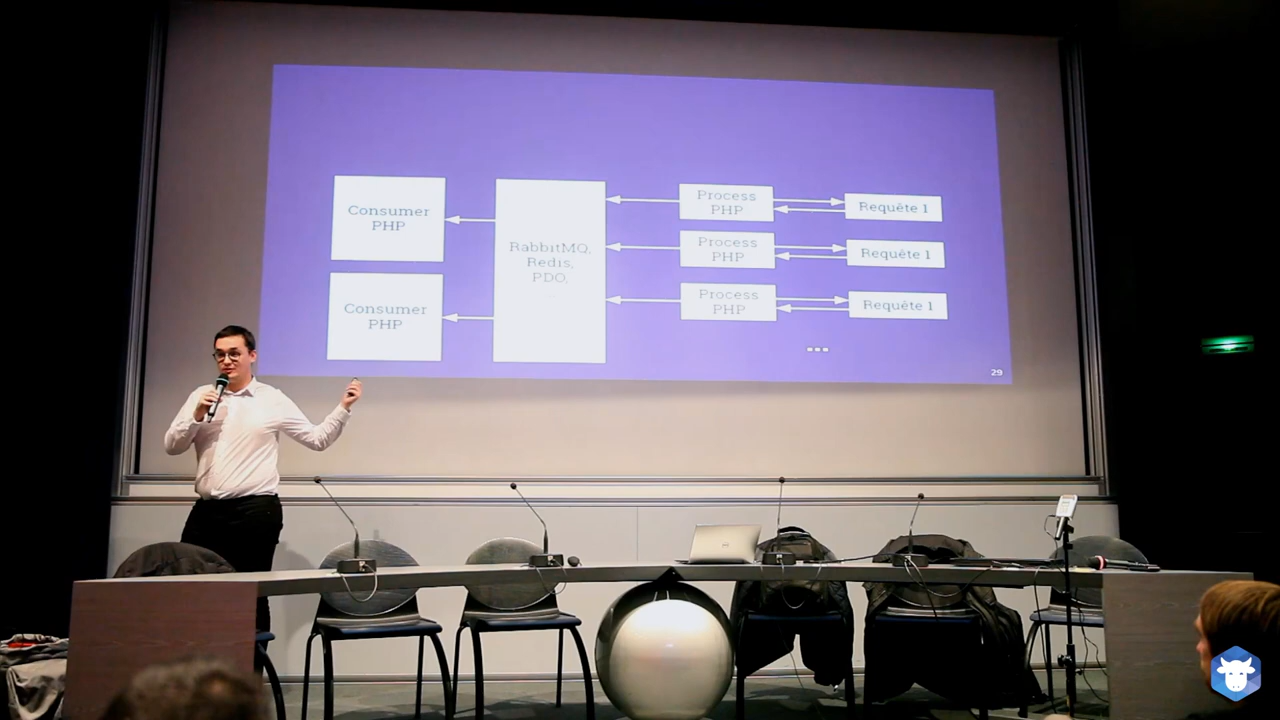 Consumer
PHP
Consumer
PHP
RabbitMQ,
Redis,
PDO,
Process
PHP
Requête 1
Process
PHP
Requête 1
Process
PHP
Requête 1
...
29